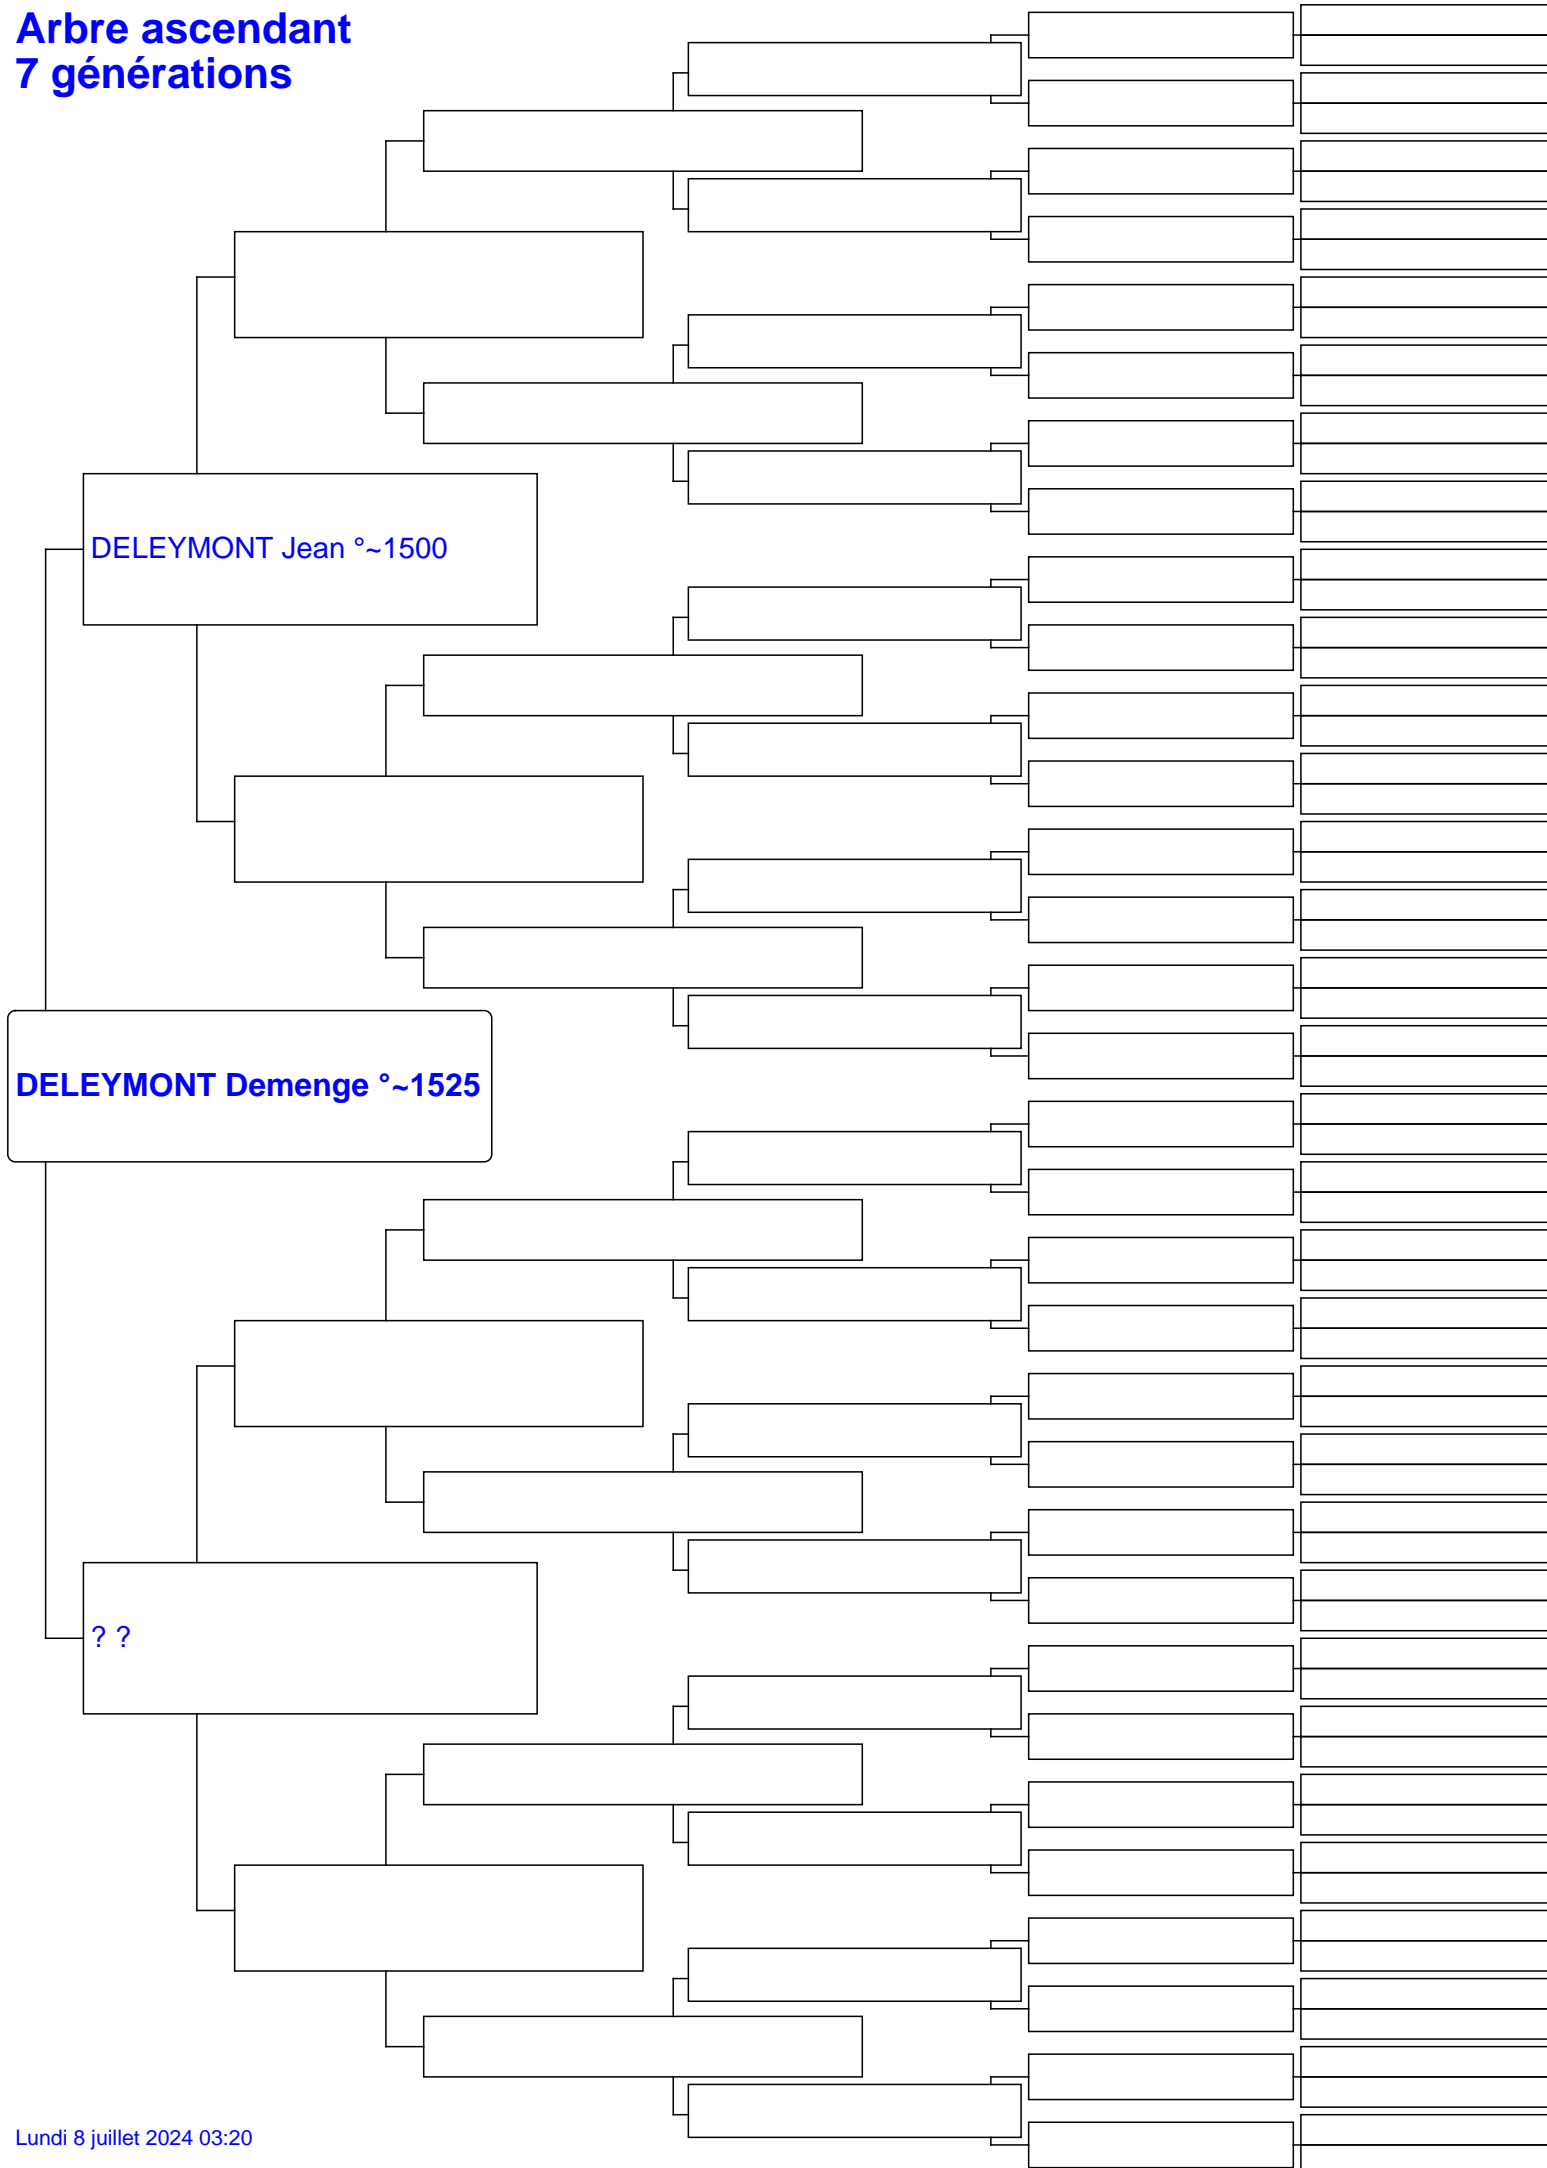 Arbre ascendant
7 générations
DELEYMONT Jean °~1500
DELEYMONT Demenge °~1525
? ?
Lundi 8 juillet 2024 03:20